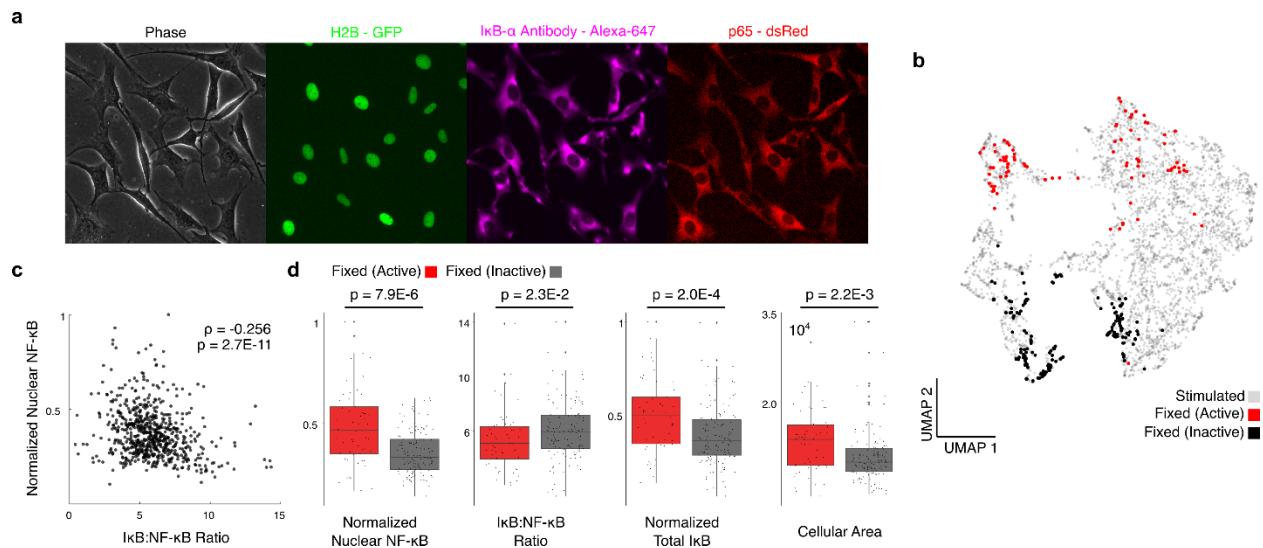 a
Phase
H2B - GFP
IκB-α Antibody - Alexa-647
p65 - dsRed
b
Stimulated
Fixed (Active)
Fixed (Inactive)
UMAP 2
UMAP 1
c
ρ = -0.256
p = 2.7E-11
Normalized Nuclear NF-κB
1
0.5
0
5
10
15
IκB:NF-κB Ratio
d
Fixed (Active)
Fixed (Inactive)
p = 7.9E-6
p = 2.3E-2
p = 2.0E-4
p = 2.2E-3
1
0.5
Normalized
Nuclear NF-κB
14
10
6
IκB:NF-κB
Ratio
1
0.5
Normalized
Total IκB
3.5
10⁴
2.0
Cellular Area